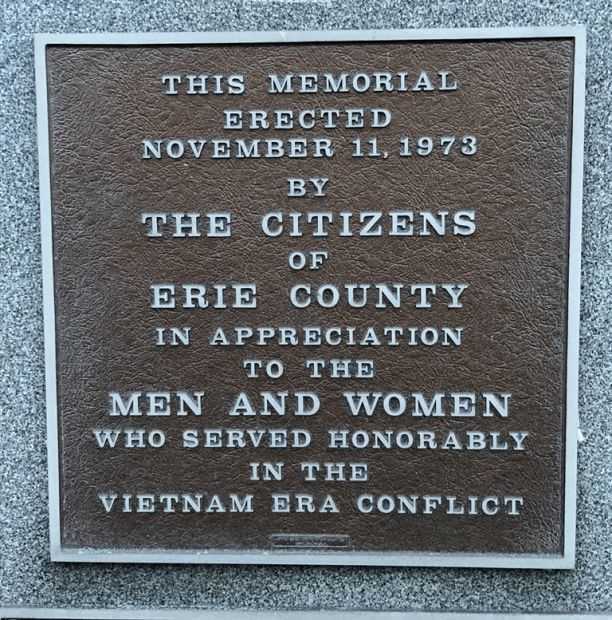 THIS MEMORIAL
ERECTED
NOVEMBER 11, 1973
BY
THE CITIZENS
OF
ERIE COUNTY
IN APPRECIATION
TO THE
MEN AND WOMEN
WHO SERVED HONORABLY
IN THE
VIETNAM ERA CONFLICT